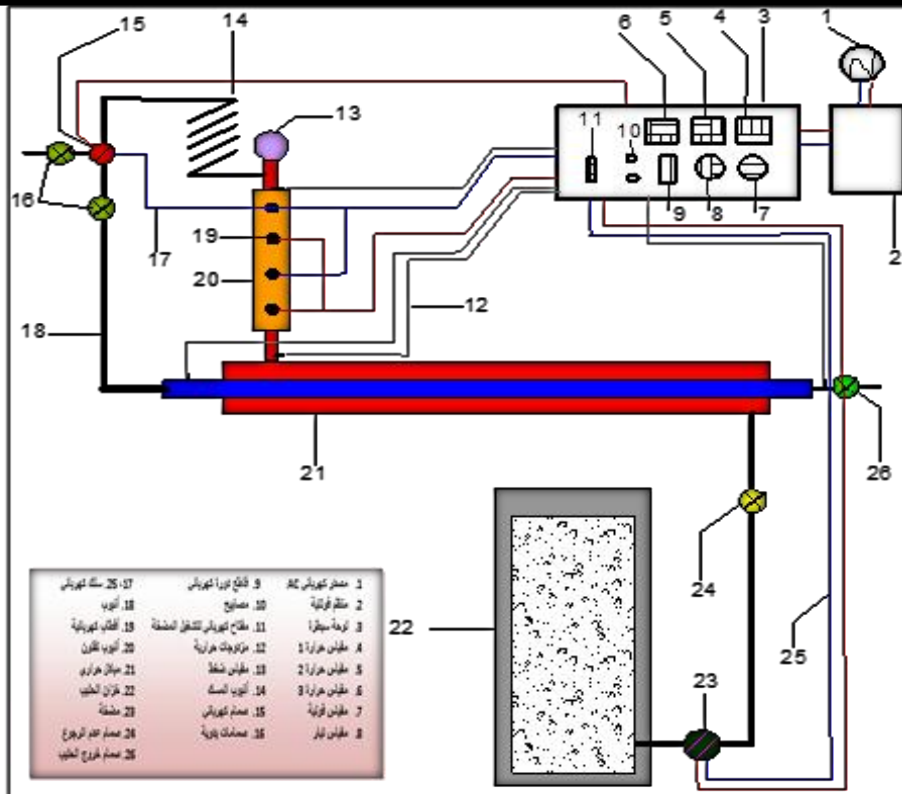 15
14
6
5
4
3
1
13
11
10
16
19
9
8
7
2
17
20
12
18
21
26
24
22
25
23
1. مصدر كهربائي AC
2. منظم فولتية
3. لوحة سيطرة
4. مقياس حرارة 1
5. مقياس حرارة 2
6. مقياس حرارة 3
7. مقياس فولتية
8. مقياس تيار
9. قاطع دورة كهربائي
10. مصابيح
11. مفتاح كهربائي لتشغيل المضخة
12. مزدوجات حرارية
13. مقياس ضغط
14. أنبوب المسك
15. صمام كهربائي
16. صمامات يدوية
17، 25. سلك كهربائي
18. أنبوب
19. أقطاب كهربائية
20. أنبوب تفلون
21. مبادل حراري
22. خزان الحليب
23. مضخة
24. صمام عدم الرجوع
26. صمام خروج الحليب